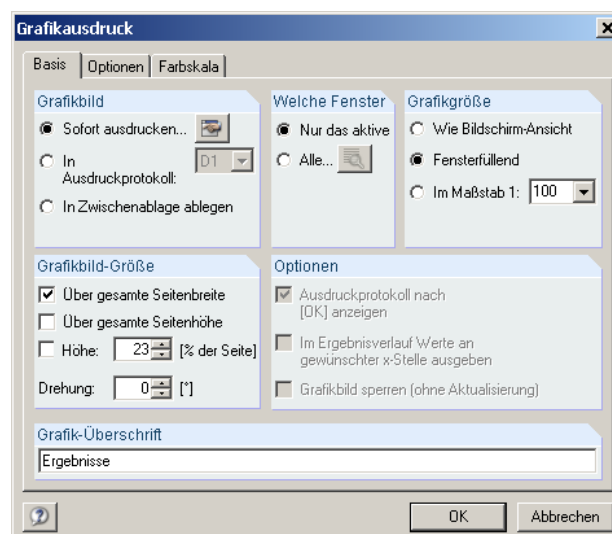 Grafikausdruck
Basis
Optionen
Farbskala
Grafikbild
Sofort ausdrucken...
In
Ausdruckprotokoll:
D1
In Zwischenablage ablegen
Welche Fenster
Nur das aktive
Alle...
Grafikgröße
Wie Bildschirm-Ansicht
Fensterfüllend
Im Maßstab 1: 100
Grafikbild-Größe
Über gesamte Seitenbreite
Über gesamte Seitenhöhe
Höhe: 23 [% der Seite]
Drehung: 0 [°]
Optionen
Ausdruckprotokoll nach
[OK] anzeigen
Im Ergebnisverlauf Werte an
gewünschter x-Stelle ausgeben
Grafikbild sperren (ohne Aktualisierung)
Grafik-Überschrift
Ergebnisse
OK
Abbrechen